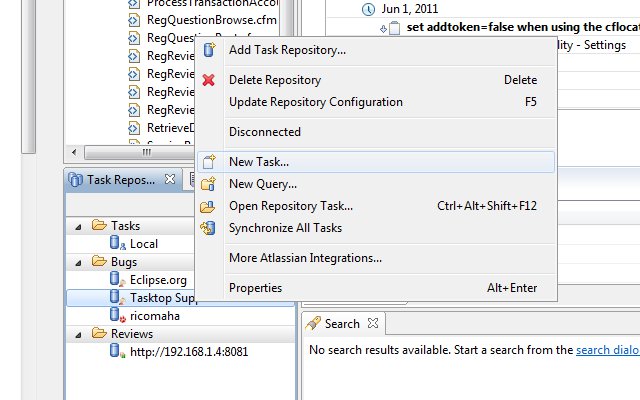 ProcessTransactionAccou
RegQuestionBrowse.cfm
RegQuestion
RegRevie
RegRevie
RegRevie
RegRevie
RetrieveD
Jun 1, 2011
set addtoken=false when using the cflocat
lity - Settings
Add Task Repository...
Delete Repository Delete
Update Repository Configuration F5
Disconnected
New Task...
New Query...
Open Repository Task... Ctrl+Alt+Shift+F12
Synchronize All Tasks
More Atlassian Integrations...
Properties Alt+Enter
Task Repos...
Tasks
Local
Bugs
Eclipse.org
Tasktop Supp
ricomaha
Reviews
http://192.168.1.4:8081
Search
No search results available. Start a search from the search dialo